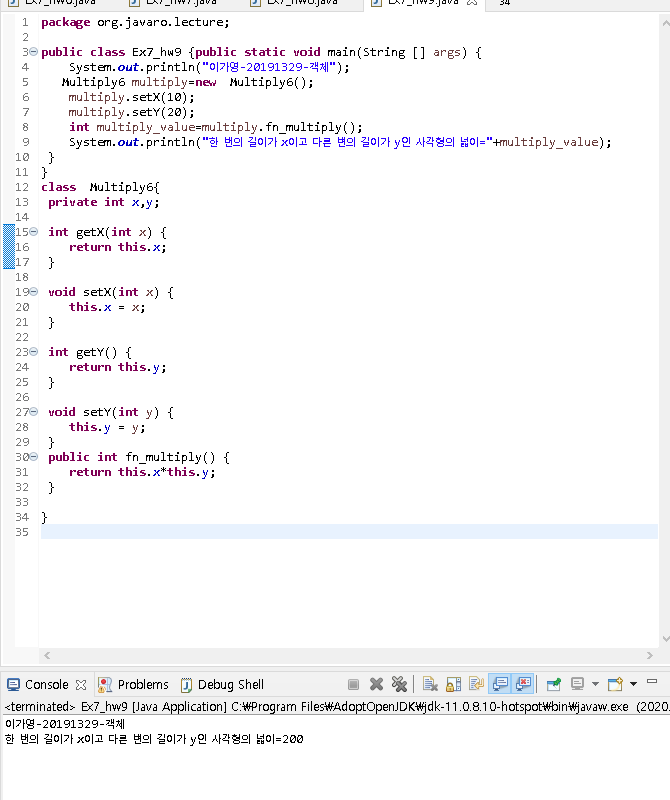 Ex7_hw9.java
34
1 package org.javaro.lecture;
2
3 public class Ex7_hw9 {public static void main(String [] args) {
4 System.out.println("이가영-20191329-객체");
5 Multiply6 multiply=new Multiply6();
6 multiply.setX(10);
7 multiply.setY(20);
8 int multiply_value=multiply.fn_multiply();
9 System.out.println("한 변의 길이가 x이고 다른 변의 길이가 y인 사각형의 넓이="+multiply_value);
10 }
11 }
12 class Multiply6{
13 private int x,y;
14
15 int getX(int x) {
16 return this.x;
17 }
18
19 void setX(int x) {
20 this.x = x;
21 }
22
23 int getY() {
24 return this.y;
25 }
26
27 void setY(int y) {
28 this.y = y;
29 }
30 public int fn_multiply() {
31 return this.x*this.y;
32 }
33
34 }
35
Console Problems Debug Shell
<terminated> Ex7_hw9 [Java Application] C:₩Program Files₩AdoptOpenJDK₩jdk-11.0.8.10-hotspot₩bin₩javaw.exe (2020.
이가영-20191329-객체
한 변의 길이가 x이고 다른 변의 길이가 y인 사각형의 넓이=200